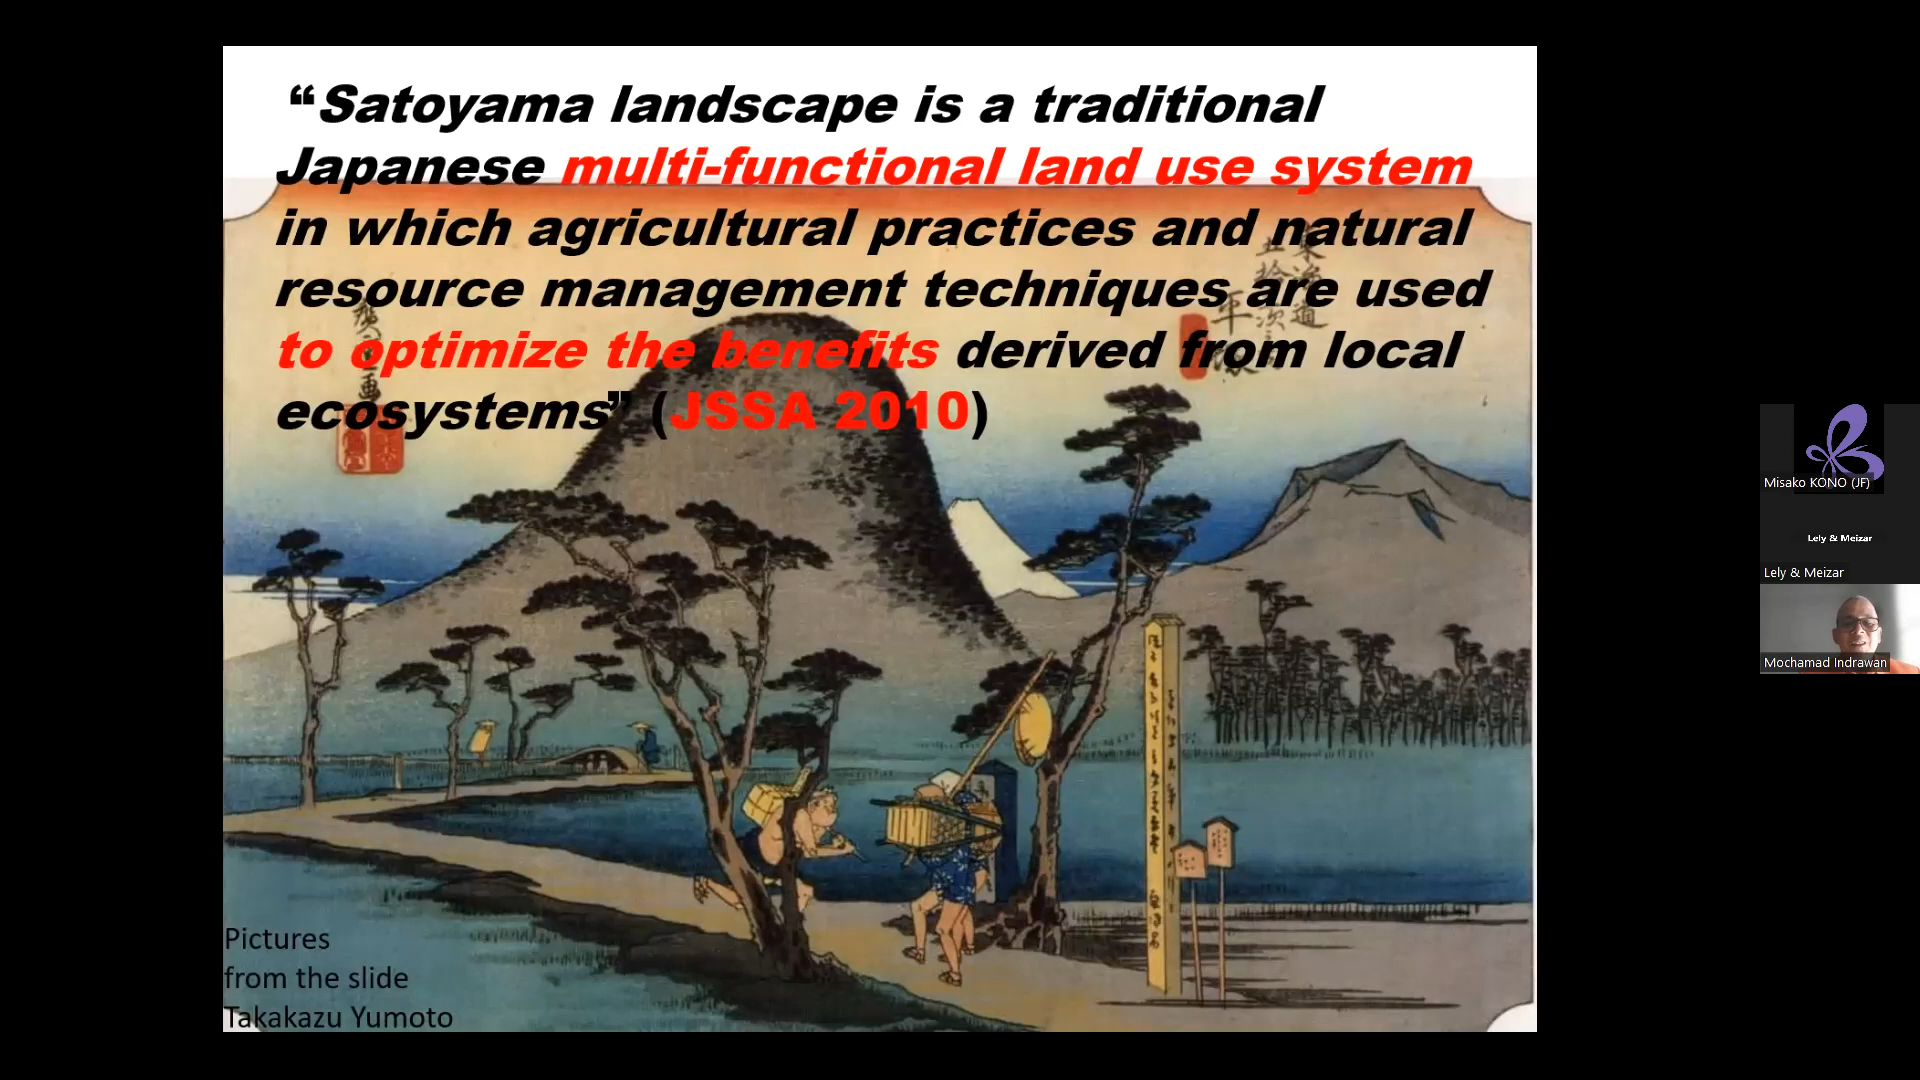 “Satoyama landscape is a traditional
Japanese multi-functional land use system
in which agricultural practices and natural
resource management techniques are used
to optimize the benefits derived from local
ecosystems” (JSSA 2010)
Pictures
from the slide
Takakazu Yumoto
Misako KONO (JF)
Lely & Meizar
Lely & Meizar
Mochamad Indrawan